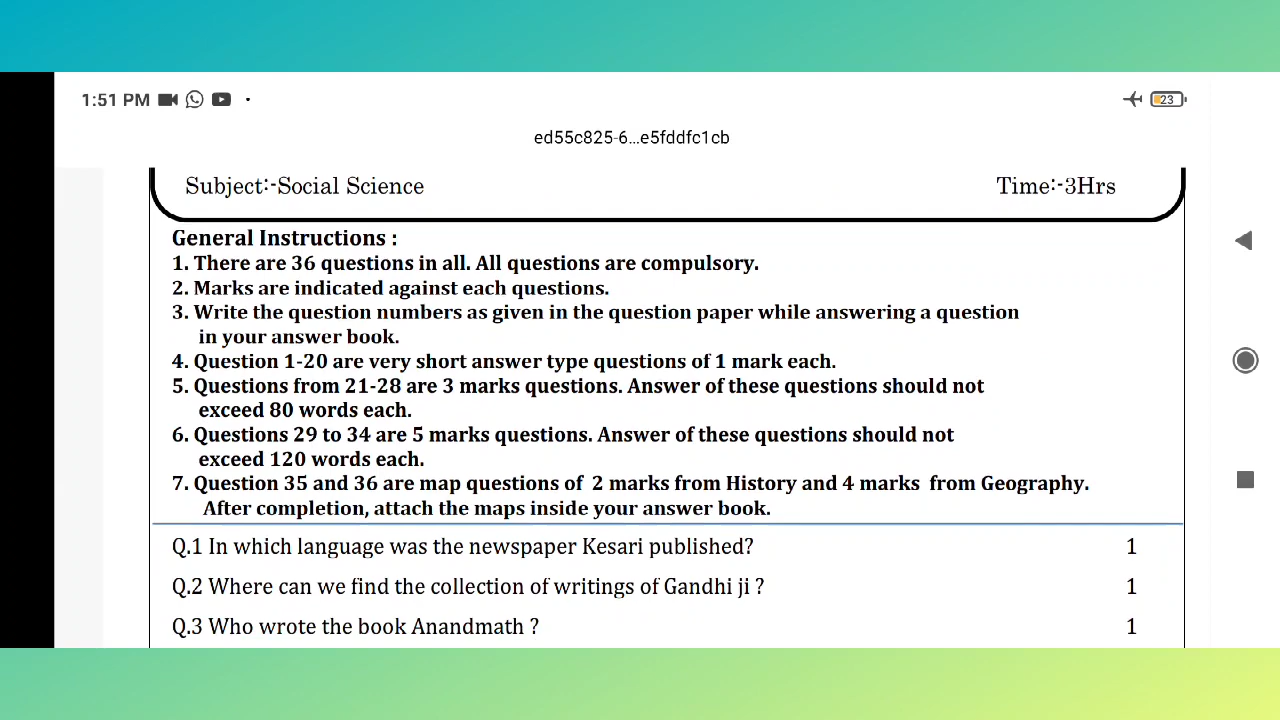 1:51 PM
23
ed55c825-6...e5fddfc1cb
Subject:-Social Science Time:-3Hrs
General Instructions :
1. There are 36 questions in all. All questions are compulsory.
2. Marks are indicated against each questions.
3. Write the question numbers as given in the question paper while answering a question
in your answer book.
4. Question 1-20 are very short answer type questions of 1 mark each.
5. Questions from 21-28 are 3 marks questions. Answer of these questions should not
exceed 80 words each.
6. Questions 29 to 34 are 5 marks questions. Answer of these questions should not
exceed 120 words each.
7. Question 35 and 36 are map questions of 2 marks from History and 4 marks from Geography.
After completion, attach the maps inside your answer book.
Q.1 In which language was the newspaper Kesari published? 1
Q.2 Where can we find the collection of writings of Gandhi ji ? 1
Q.3 Who wrote the book Anandmath ? 1